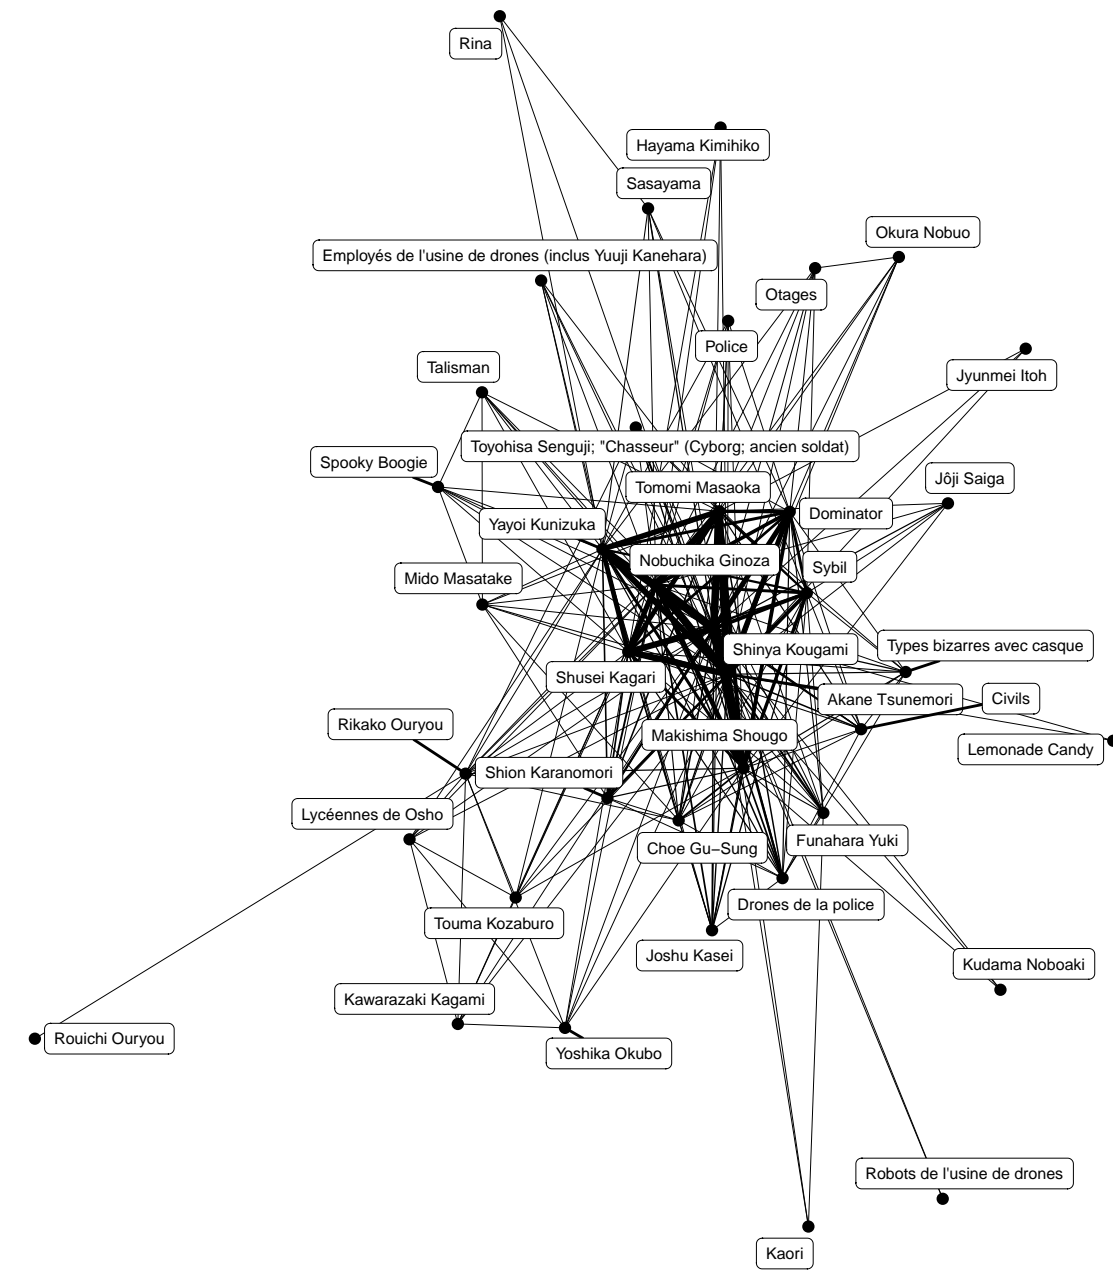 Rina
Hayama Kimihiko
Sasayama
Okura Nobuo
Employés de l'usine de drones (inclus Yuuji Kanehara)
Otages
Police
Talisman
Jyunmei Itoh
Toyohisa Senguji; "Chasseur" (Cyborg; ancien soldat)
Spooky Boogie
Jôji Saiga
Tomomi Masaoka
Dominator
Yayoi Kunizuka
Nobuchika Ginoza
Sybil
Mido Masatake
Types bizarres avec casque
Shinya Kougami
Shusei Kagari
Akane Tsunemori
Civils
Rikako Ouryou
Makishima Shougo
Lemonade Candy
Shion Karanomori
Lycéennes de Osho
Funahara Yuki
Choe Gu−Sung
Drones de la police
Touma Kozaburo
Joshu Kasei
Kudama Noboaki
Kawarazaki Kagami
Rouichi Ouryou
Yoshika Okubo
Robots de l'usine de drones
Kaori